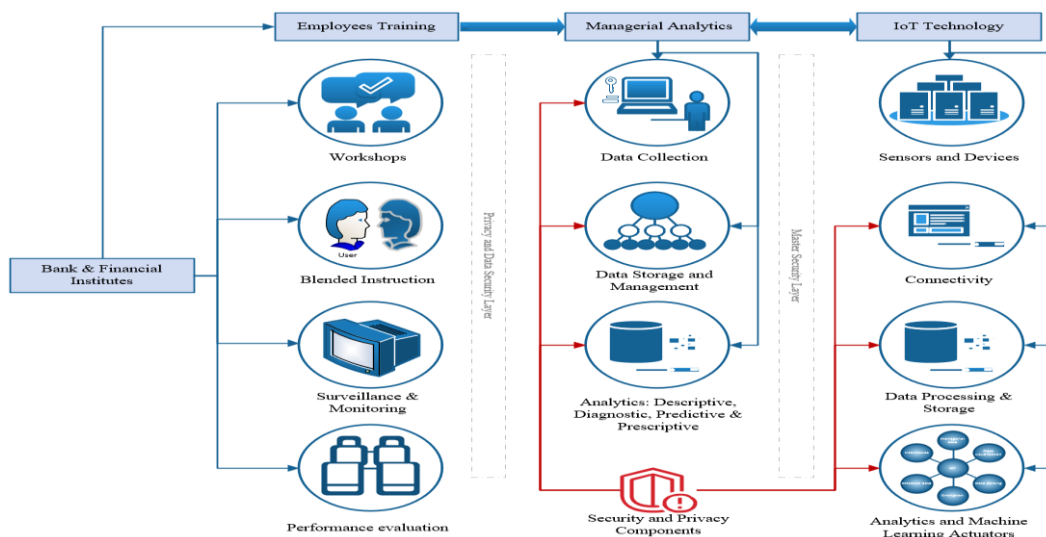 Employees Training
Managerial Analytics
IoT Technology
Workshops
Data Collection
Sensors and Devices
User
Blended Instruction
Data Storage and
Management
Connectivity
Bank & Financial
Institutes
Privacy and Data Security Layer
Master Security Layer
Surveillance &
Monitoring
Analytics: Descriptive,
Diagnostic, Predictive &
Prescriptive
Data Processing &
Storage
Performance evaluation
Security and Privacy
Components
Analytics and Machine
Learning Actuators